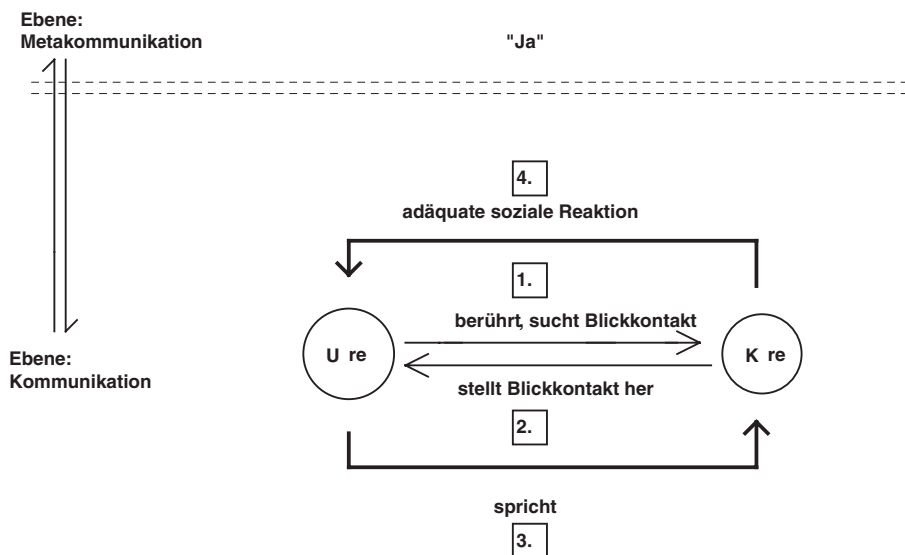 Ebene:
Metakommunikation
"Ja"
4.
adäquate soziale Reaktion
1.
berührt, sucht Blickkontakt
U re
K re
Ebene:
Kommunikation
stellt Blickkontakt her
2.
spricht
3.